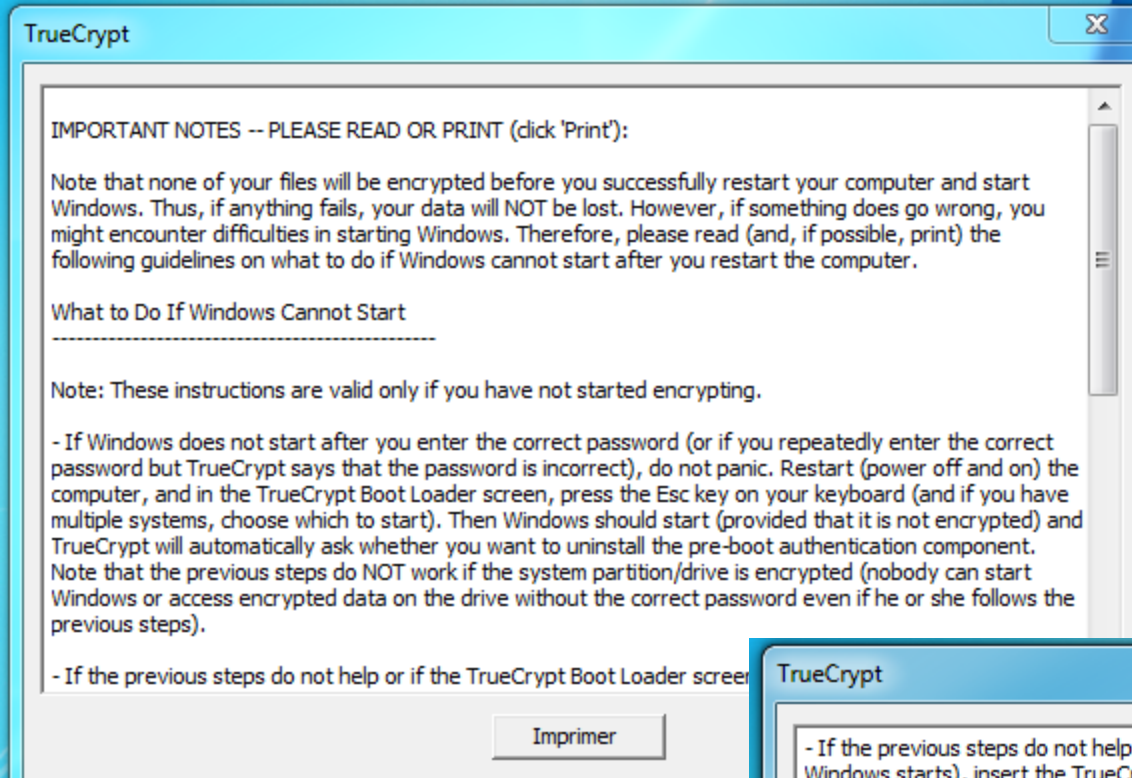 TrueCrypt
IMPORTANT NOTES -- PLEASE READ OR PRINT (click 'Print'):
Note that none of your files will be encrypted before you successfully restart your computer and start
Windows. Thus, if anything fails, your data will NOT be lost. However, if something does go wrong, you
might encounter difficulties in starting Windows. Therefore, please read (and, if possible, print) the
following guidelines on what to do if Windows cannot start after you restart the computer.
What to Do If Windows Cannot Start
------------------------------------------------
Note: These instructions are valid only if you have not started encrypting.
- If Windows does not start after you enter the correct password (or if you repeatedly enter the correct
password but TrueCrypt says that the password is incorrect), do not panic. Restart (power off and on) the
computer, and in the TrueCrypt Boot Loader screen, press the Esc key on your keyboard (and if you have
multiple systems, choose which to start). Then Windows should start (provided that it is not encrypted) and
TrueCrypt will automatically ask whether you want to uninstall the pre-boot authentication component.
Note that the previous steps do NOT work if the system partition/drive is encrypted (nobody can start
Windows or access encrypted data on the drive without the correct password even if he or she follows the
previous steps).
- If the previous steps do not help or if the TrueCrypt Boot Loader screen
Imprimer
TrueCrypt
- If the previous steps do not help
Windows starts), insert the TrueC